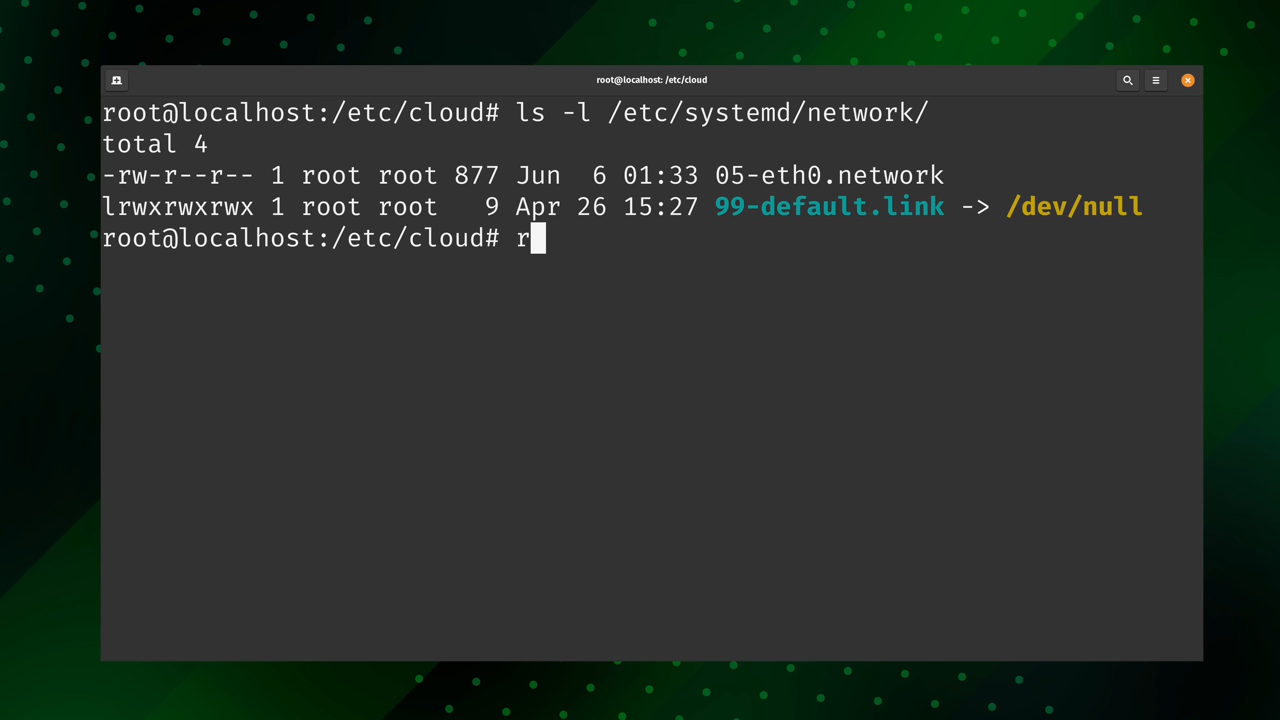 root@localhost: /etc/cloud
root@localhost:/etc/cloud# ls -l /etc/systemd/network/
total 4
-rw-r--r-- 1 root root 877 Jun  6 01:33 05-eth0.network
lrwxrwxrwx 1 root root   9 Apr 26 15:27 99-default.link -> /dev/null
root@localhost:/etc/cloud# r